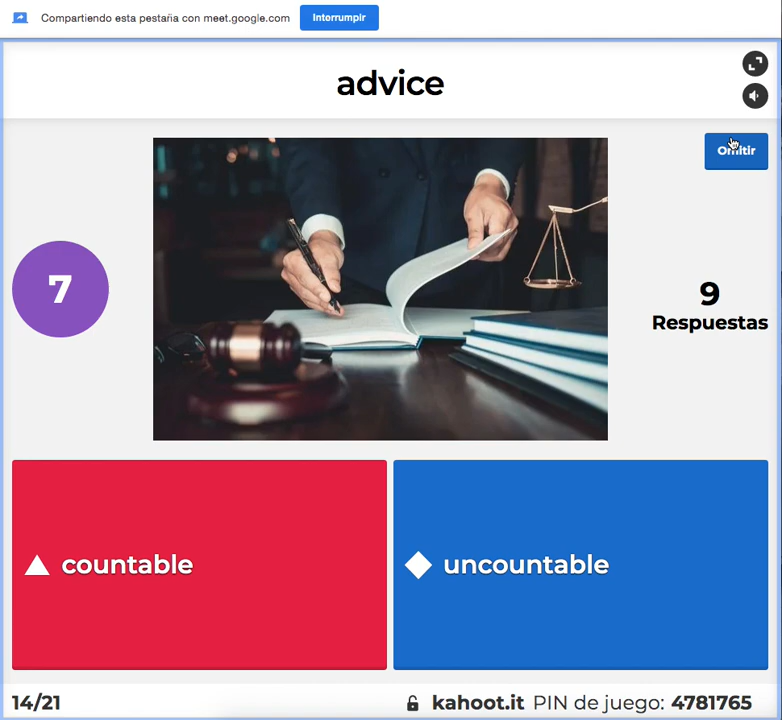 Compartiendo esta pestaña con meet.google.com
Interrumpir
advice
Omitir
7
9
Respuestas
countable
uncountable
14/21
kahoot.it PIN de juego: 4781765